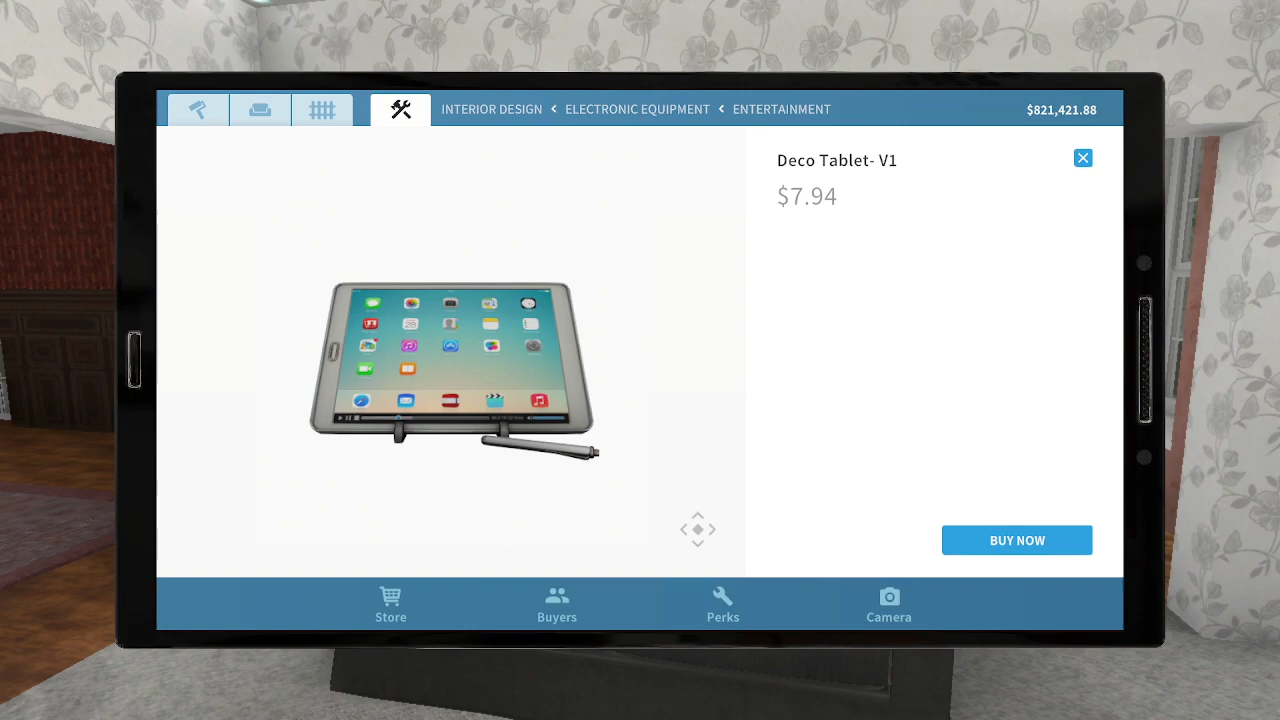 INTERIOR DESIGN < ELECTRONIC EQUIPMENT < ENTERTAINMENT
$821,421.88
Deco Tablet- V1
$7.94
BUY NOW
Store
Buyers
Perks
Camera